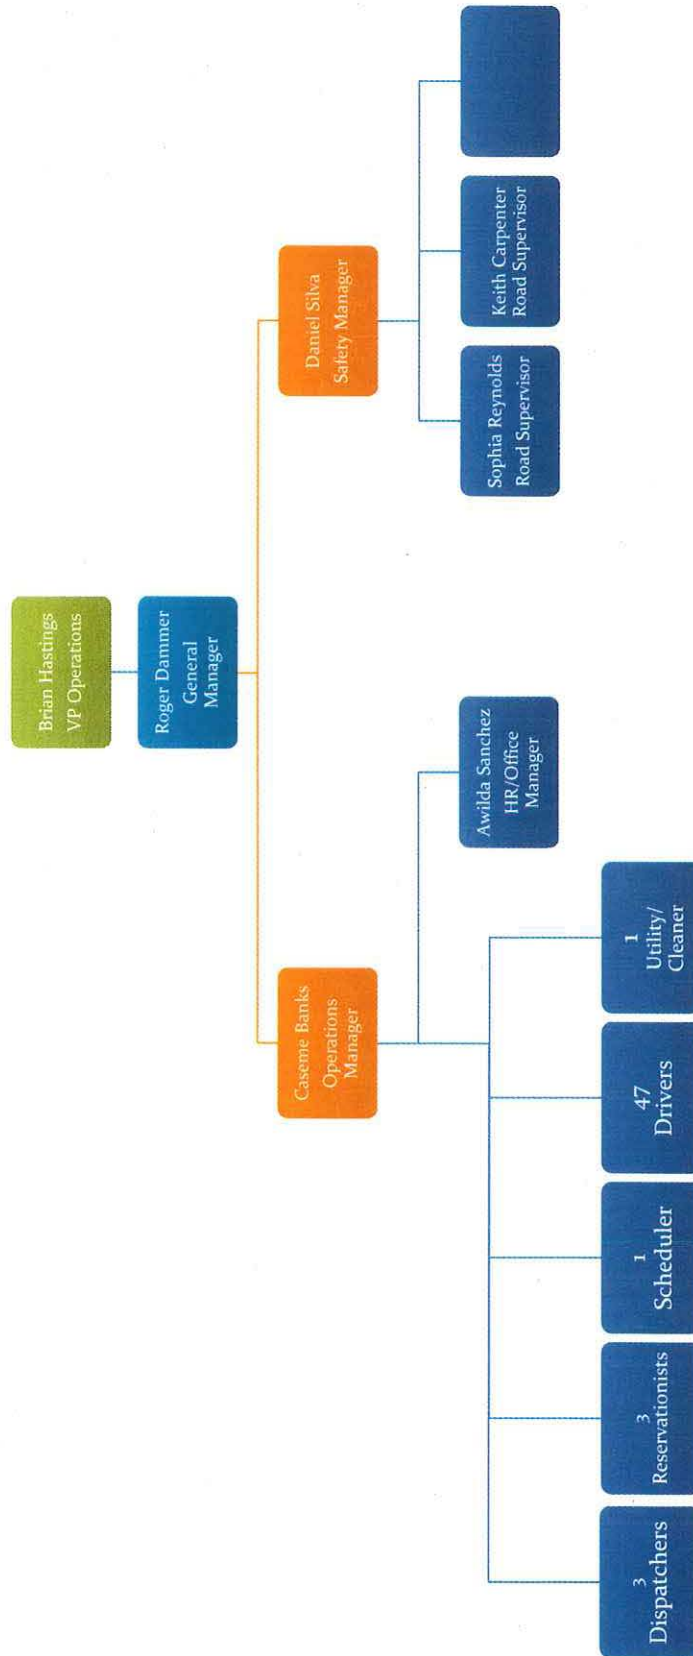 Brian Hastings
VP Operations
Roger Dammer
General
Manager
Caseme Banks
Operations
Manager
Daniel Silva
Safety Manager
Awilda Sanchez
HR/Office
Manager
Sophia Reynolds
Road Supervisor
Keith Carpenter
Road Supervisor
3
Dispatchers
3
Reservationists
1
Scheduler
47
Drivers
1
Utility/
Cleaner